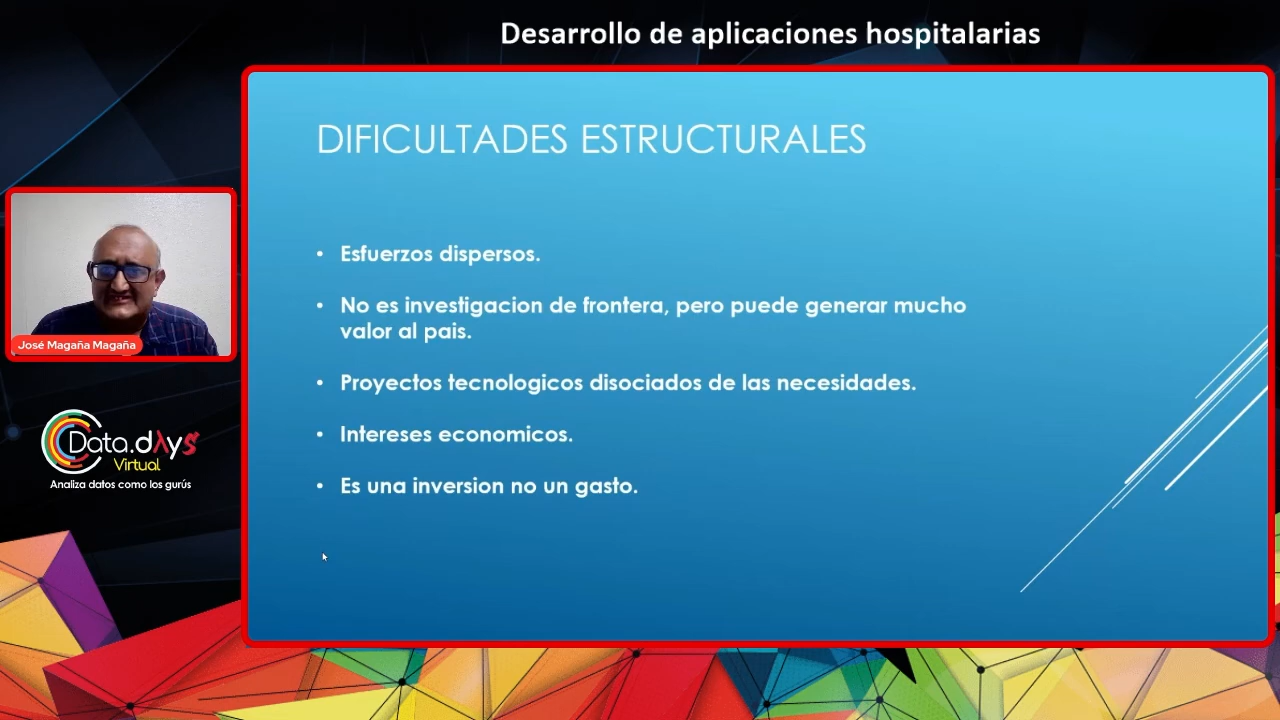 Desarrollo de aplicaciones hospitalarias
DIFICULTADES ESTRUCTURALES
• Esfuerzos dispersos.
• No es investigacion de frontera, pero puede generar mucho
valor al pais.
• Proyectos tecnologicos disociados de las necesidades.
• Intereses economicos.
• Es una inversion no un gasto.
José Magaña Magaña
Data.dAys
Virtual
Analiza datos como los gurús